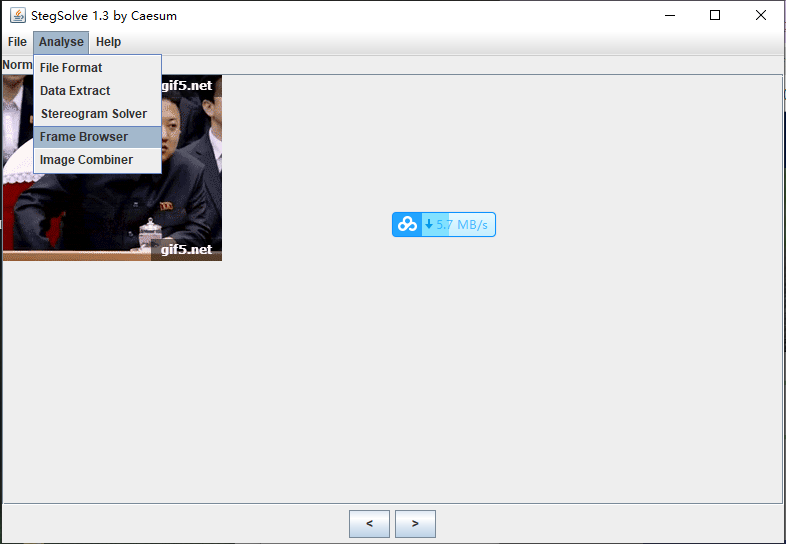 StegSolve 1.3 by Caesum
File Analyse Help
Norm
File Format
Data Extract
Stereogram Solver
Frame Browser
Image Combiner
gif5.net
5.7 MB/s
gif5.net
< >